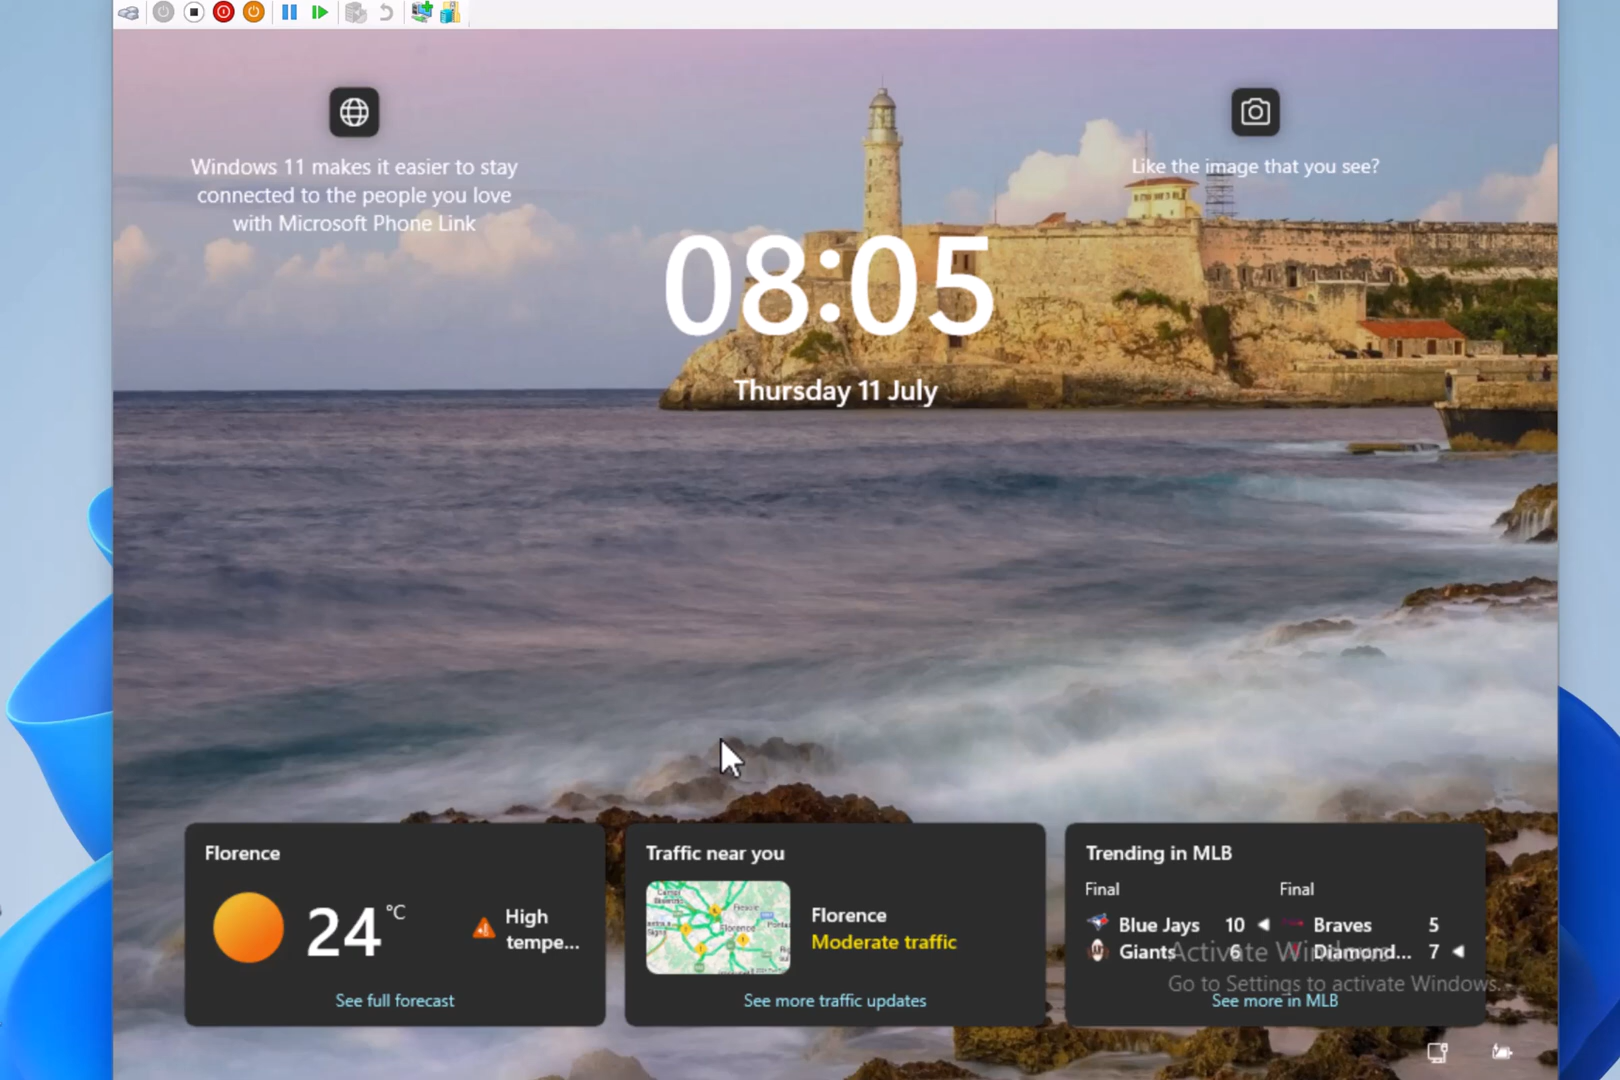 Windows 11 makes it easier to stay
connected to the people you love
with Microsoft Phone Link
Like the image that you see?
08:05
Thursday 11 July
Florence
24 °C
High
tempe...
See full forecast
Traffic near you
Florence
Moderate traffic
See more traffic updates
Trending in MLB
Final
Blue Jays 10
Giants 6
Final
Braves 5
Diamond... 7
See more in MLB
Activate Windows
Go to Settings to activate Windows.